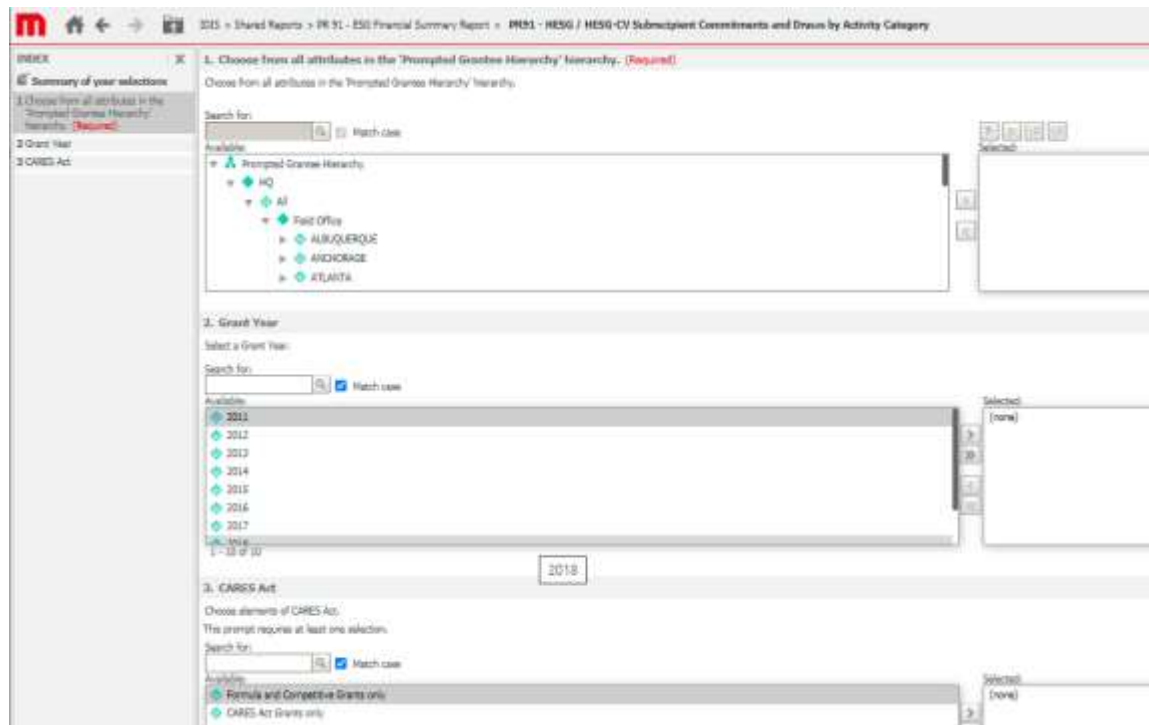 m
IDIS > Shared Reports > PR 91 - ESG Financial Summary Report > PR91 - HESG / HESG-CV Subrecipient Commitments and Draws by Activity Category
INDEX
Summary of your selections
1 Choose from all attributes in the 'Prompted Grantee Hierarchy' hierarchy. (Required)
2 Grant Year
3 CARES Act
1. Choose from all attributes in the 'Prompted Grantee Hierarchy' hierarchy. (Required)
Choose from all attributes in the 'Prompted Grantee Hierarchy' hierarchy.
Search for:
Match case
Available:
Selected:
Prompted Grantee Hierarchy
HQ
All
Field Office
ALBUQUERQUE
ANCHORAGE
ATLANTA
2. Grant Year
Select a Grant Year:
Search for:
Match case
Available:
Selected:
2011
(none)
2012
2013
2014
2015
2016
2017
2018
1 - 10 of 10
2018
3. CARES Act
Choose elements of CARES Act.
This prompt requires at least one selection.
Search for:
Match case
Available:
Selected:
Formula and Competitive Grants only
(none)
CARES Act Grants only